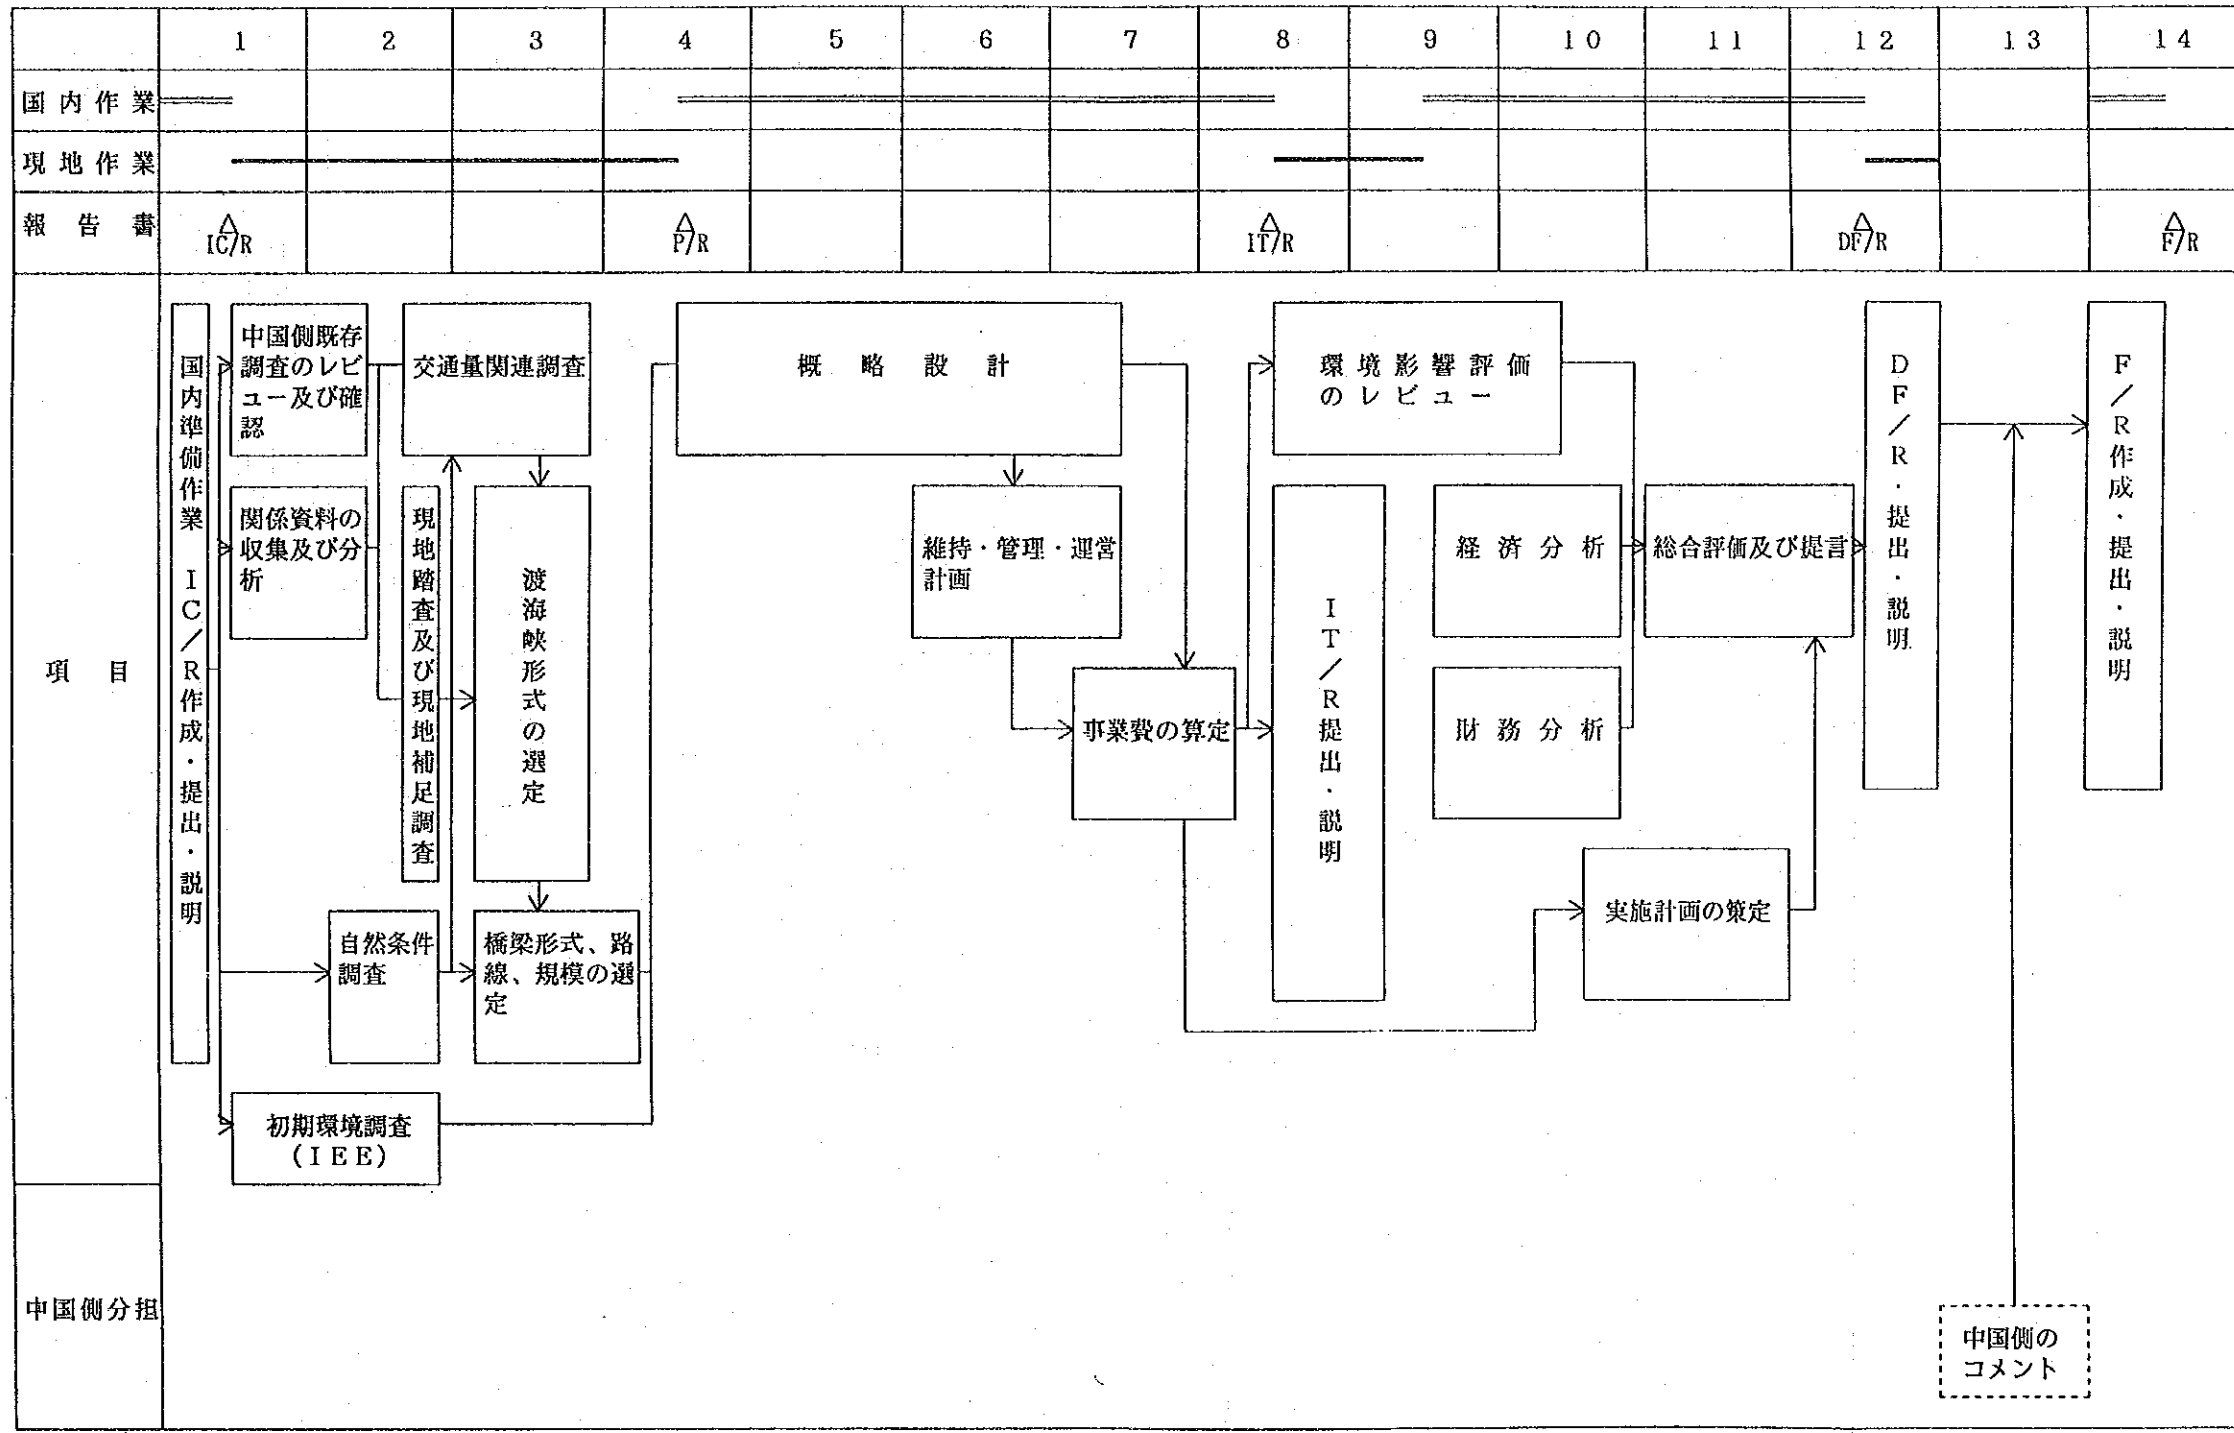 1 2 3 4 5 6 7 8 9 10 11 12 13 14
国内作業
現地作業
報告書
IC/R P/R IT/R DF/R F/R
項目
国内準備作業 IC/R作成・提出・説明
中国側既存
調査のレビ
ュー及び確
認
関係資料の
収集及び分
析
交通量関連調査
現地踏査及び現地補足調査
渡海峡形式の選定
自然条件
調査
橋梁形式、路
線、規模の選
定
初期環境調査
(IEE)
概略設計
維持・管理・運営
計画
事業費の算定
環境影響評価
のレビュー
IT/R提出・説明
経済分析
財務分析
実施計画の策定
総合評価及び提言
DF/R・提出・説明
F/R作成・提出・説明
中国側分担
中国側の
コメント